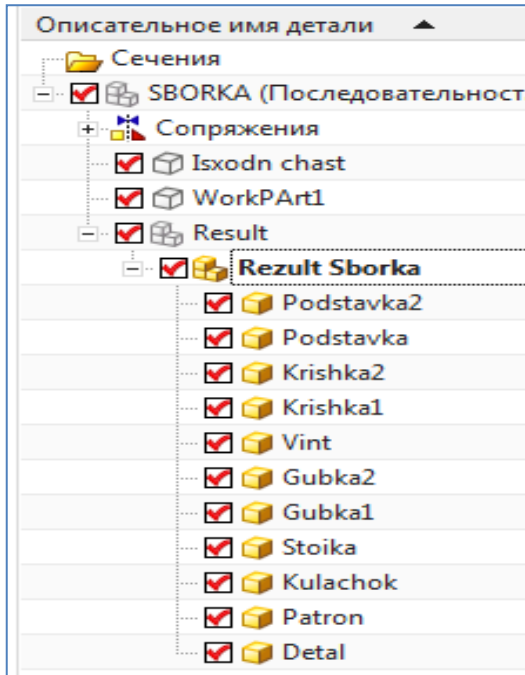 Описательное имя детали
Сечения
SBORKA (Последовательност
Сопряжения
Isxodn chast
WorkPArt1
Result
Rezult Sborka
Podstavka2
Podstavka
Krishka2
Krishka1
Vint
Gubka2
Gubka1
Stoika
Kulachok
Patron
Detal